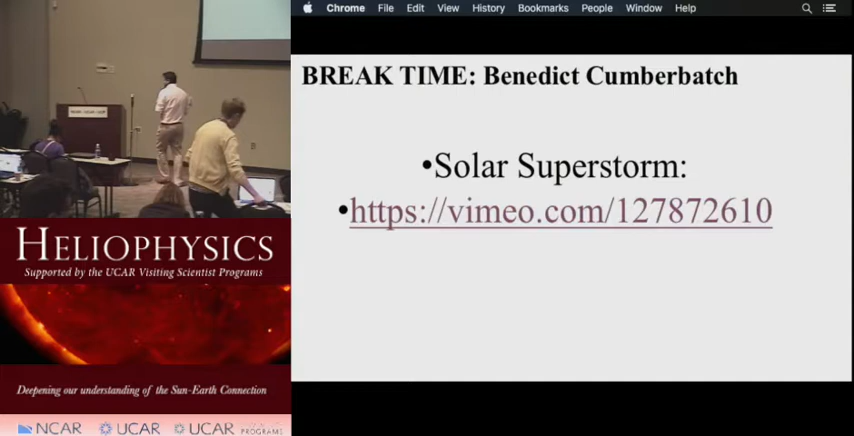 Chrome File Edit View History Bookmarks People Window Help
BREAK TIME: Benedict Cumberbatch
•Solar Superstorm:
•https://vimeo.com/127872610
HELIOPHYSICS
Supported by the UCAR Visiting Scientist Programs
Deepening our understanding of the Sun-Earth Connection
NCAR UCAR UCAR
PROGRAMS